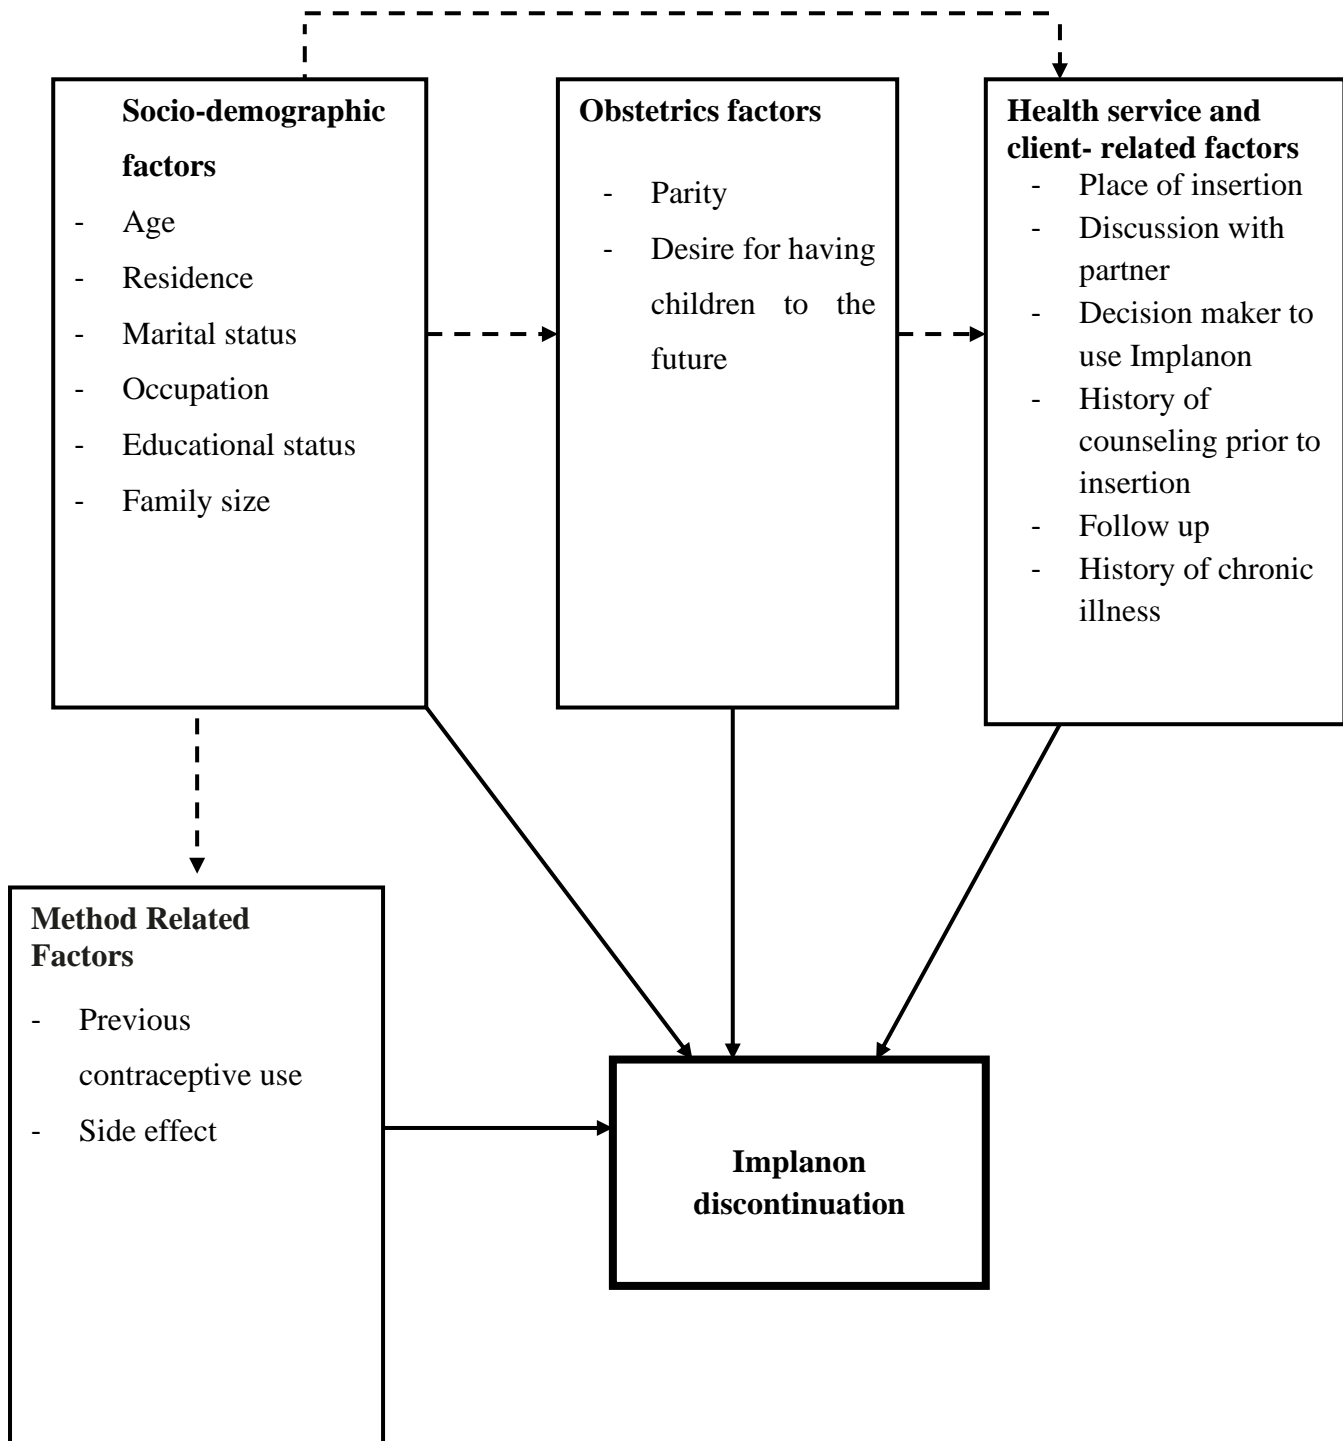 Socio-demographic
factors
- Age
- Residence
- Marital status
- Occupation
- Educational status
- Family size
Obstetrics factors
- Parity
- Desire for having
children to the
future
Health service and
client- related factors
- Place of insertion
- Discussion with
partner
- Decision maker to
use Implanon
- History of
counseling prior to
insertion
- Follow up
- History of chronic
illness
Method Related
Factors
- Previous
contraceptive use
- Side effect
Implanon
discontinuation